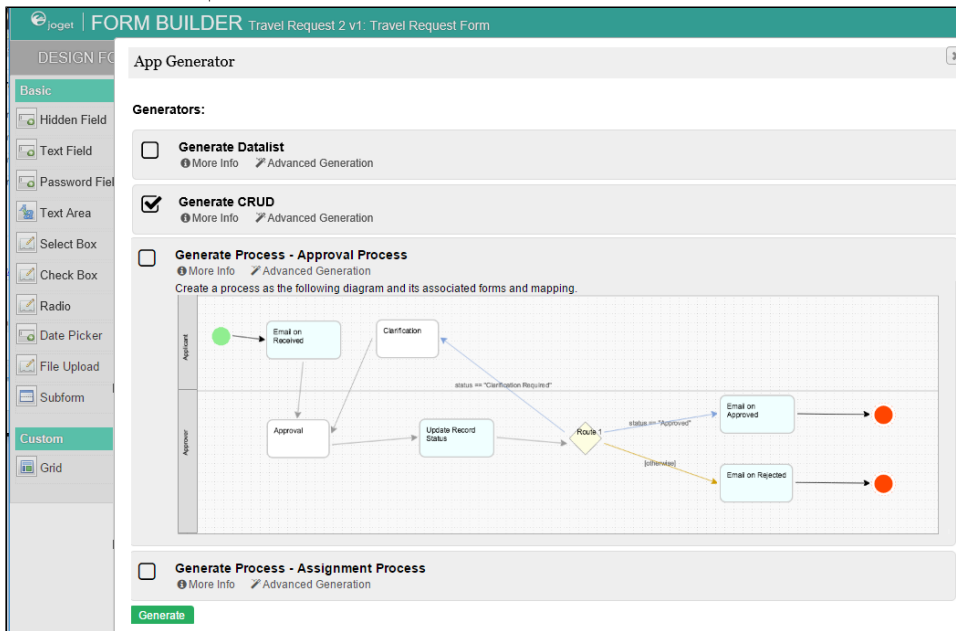 joget | FORM BUILDER Travel Request 2 v1: Travel Request Form
DESIGN FO
App Generator
x
Basic
Hidden Field
Text Field
Password Fiel
Text Area
Select Box
Check Box
Radio
Date Picker
File Upload
Subform
Custom
Grid
Generators:
Generate Datalist
More Info Advanced Generation
Generate CRUD
More Info Advanced Generation
Generate Process - Approval Process
More Info Advanced Generation
Create a process as the following diagram and its associated forms and mapping.
Applicant
Email on
Received
Clarification
status == "Clarification Required"
Approver
Approval
Update Record
Status
Route 1
status == "Approved"
[otherwise]
Email on
Approved
Email on Rejected
Generate Process - Assignment Process
More Info Advanced Generation
Generate